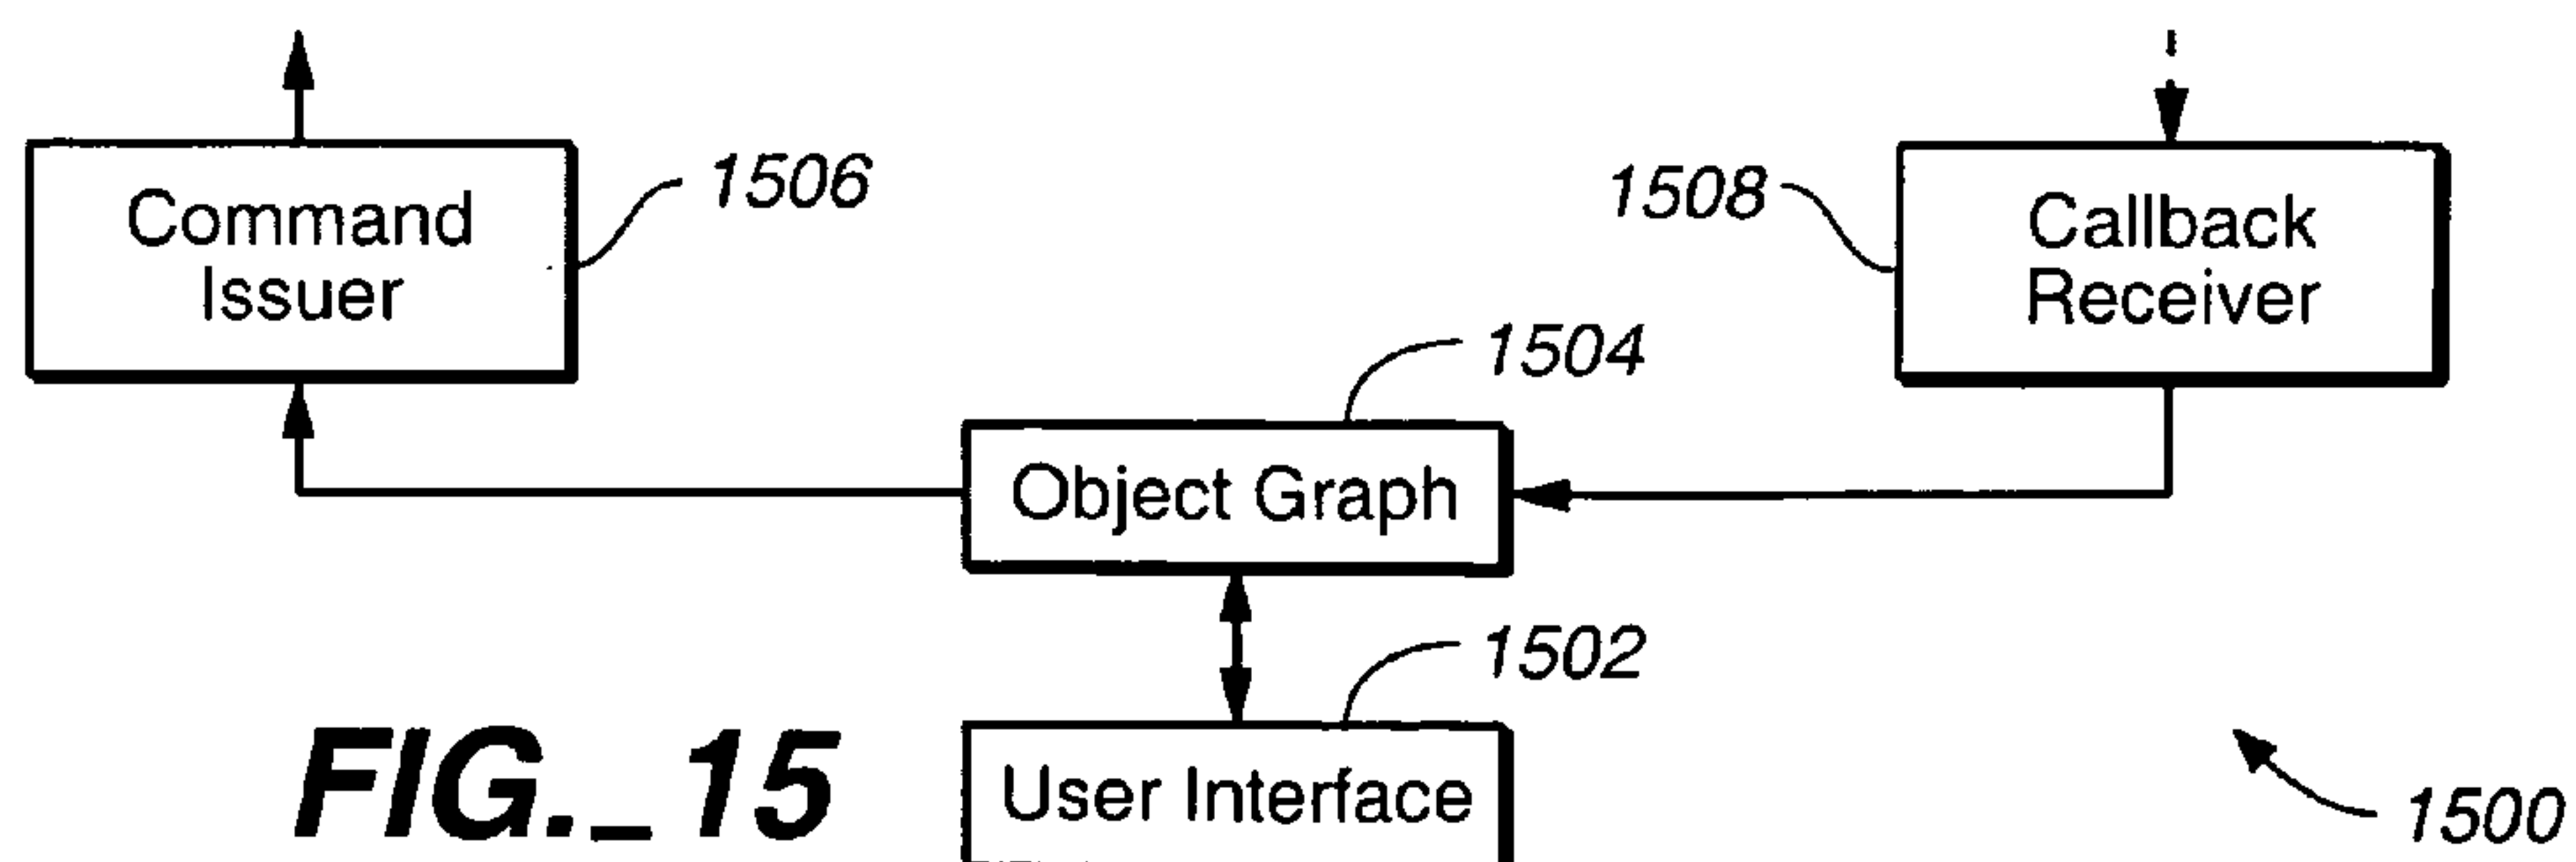 Command
Issuer
1506
1508
Callback
Receiver
1504
Object Graph
1502
User Interface
FIG._15
1500